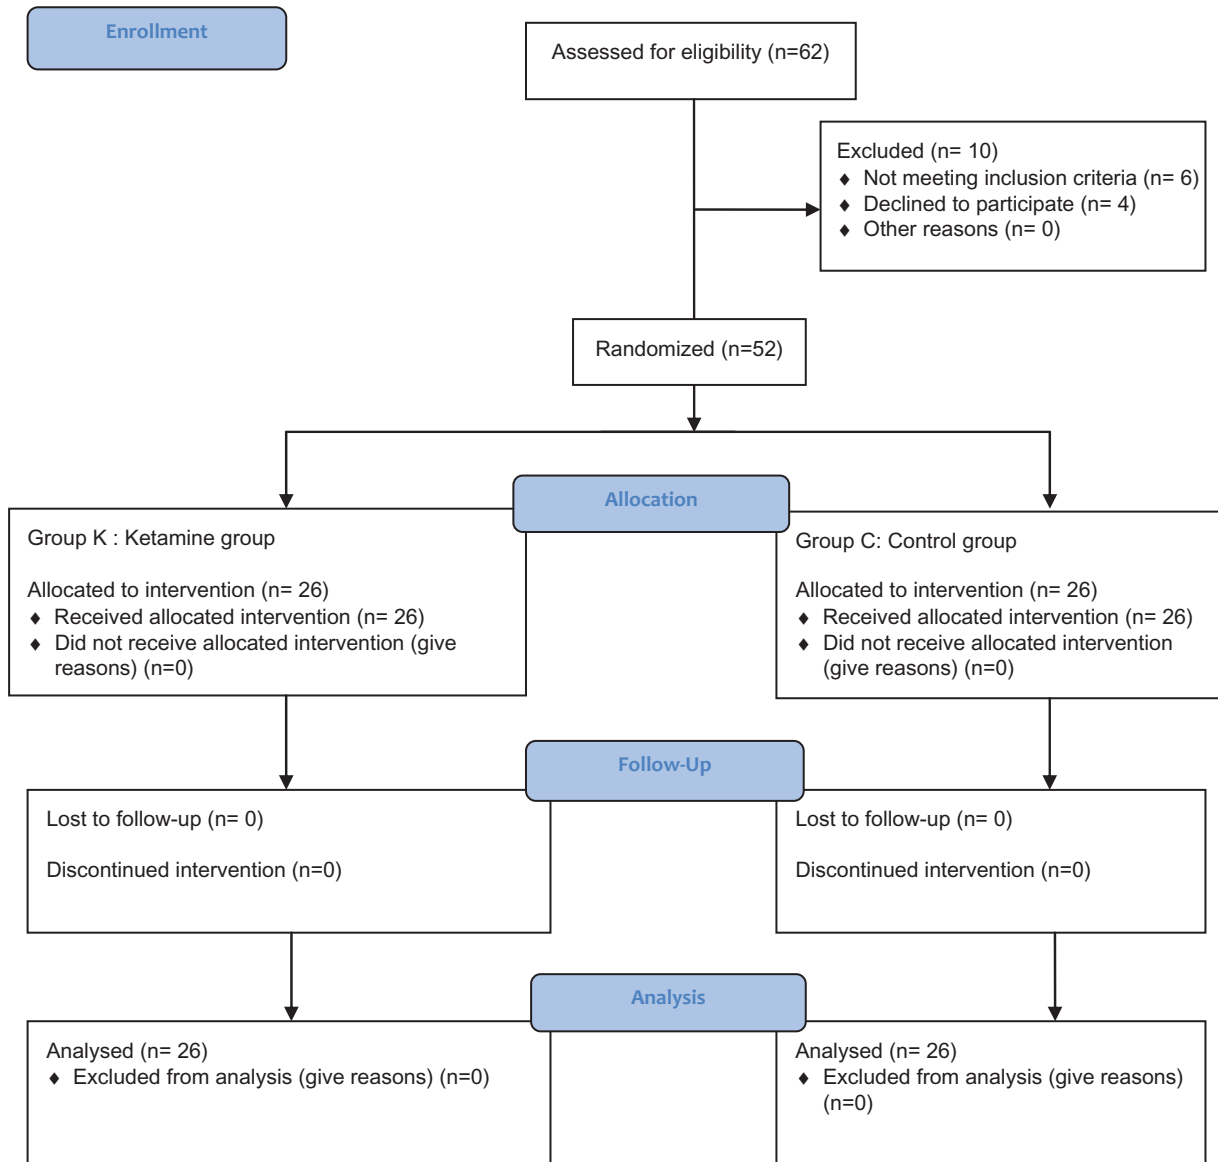 Enrollment
Assessed for eligibility (n=62)
Excluded (n= 10)
♦ Not meeting inclusion criteria (n= 6)
♦ Declined to participate (n= 4)
♦ Other reasons (n= 0)
Randomized (n=52)
Allocation
Group K : Ketamine group
Allocated to intervention (n= 26)
♦ Received allocated intervention (n= 26)
♦ Did not receive allocated intervention (give
reasons) (n=0)
Group C: Control group
Allocated to intervention (n= 26)
♦ Received allocated intervention (n= 26)
♦ Did not receive allocated intervention
(give reasons) (n=0)
Follow-Up
Lost to follow-up (n= 0)
Discontinued intervention (n=0)
Lost to follow-up (n= 0)
Discontinued intervention (n=0)
Analysis
Analysed (n= 26)
♦ Excluded from analysis (give reasons) (n=0)
Analysed (n= 26)
♦ Excluded from analysis (give reasons)
(n=0)